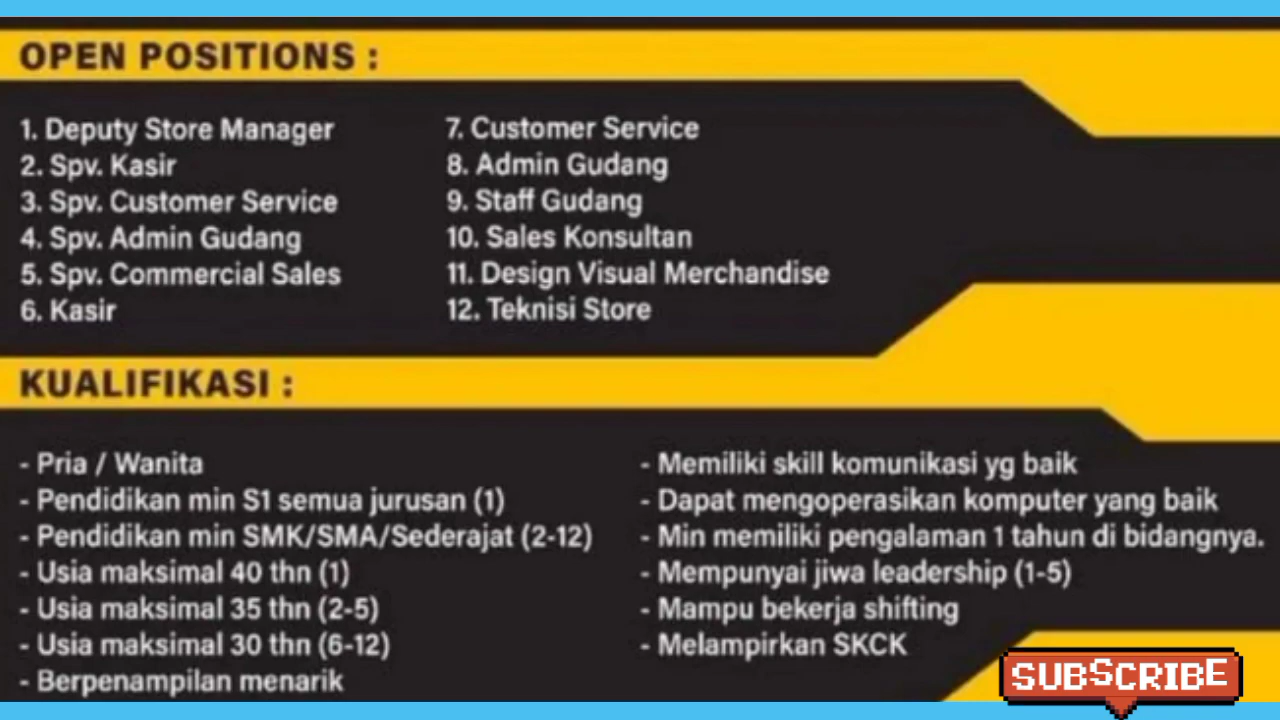 OPEN POSITIONS :
1. Deputy Store Manager
2. Spv. Kasir
3. Spv. Customer Service
4. Spv. Admin Gudang
5. Spv. Commercial Sales
6. Kasir
7. Customer Service
8. Admin Gudang
9. Staff Gudang
10. Sales Konsultan
11. Design Visual Merchandise
12. Teknisi Store
KUALIFIKASI :
- Pria / Wanita
- Pendidikan min S1 semua jurusan (1)
- Pendidikan min SMK/SMA/Sederajat (2-12)
- Usia maksimal 40 thn (1)
- Usia maksimal 35 thn (2-5)
- Usia maksimal 30 thn (6-12)
- Berpenampilan menarik
- Memiliki skill komunikasi yg baik
- Dapat mengoperasikan komputer yang baik
- Min memiliki pengalaman 1 tahun di bidangnya.
- Mempunyai jiwa leadership (1-5)
- Mampu bekerja shifting
- Melampirkan SKCK
SUBSCRIBE